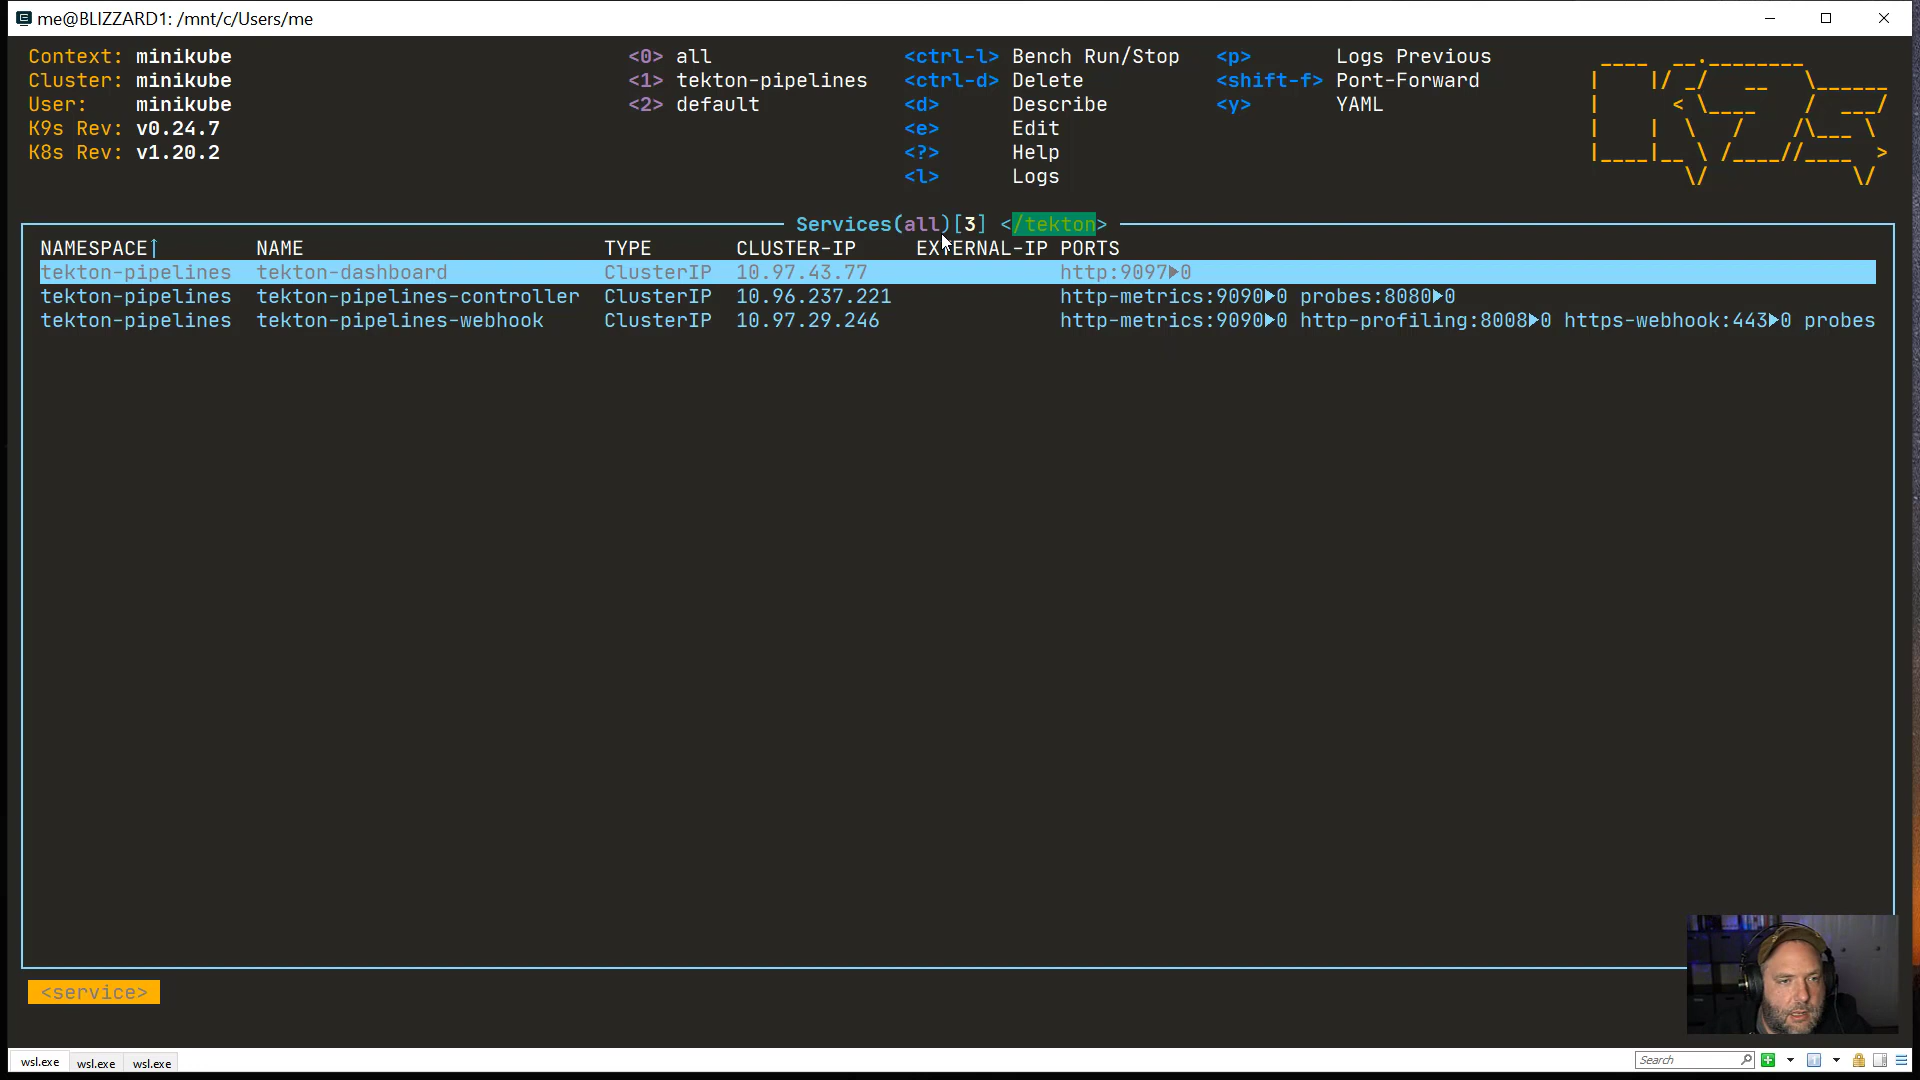 me@BLIZZARD1: /mnt/c/Users/me
Context: minikube <0> all <ctrl-l> Bench Run/Stop <p> Logs Previous
Cluster: minikube <1> tekton-pipelines <ctrl-d> Delete <shift-f> Port-Forward
User: minikube <2> default <d> Describe <y> YAML
K9s Rev: v0.24.7 <e> Edit
K8s Rev: v1.20.2 <?> Help
<l> Logs
Services(all)[3] </tekton>
NAMESPACE↑ NAME TYPE CLUSTER-IP EXTERNAL-IP PORTS
tekton-pipelines tekton-dashboard ClusterIP 10.97.43.77 http:9097►0
tekton-pipelines tekton-pipelines-controller ClusterIP 10.96.237.221 http-metrics:9090►0 probes:8080►0
tekton-pipelines tekton-pipelines-webhook ClusterIP 10.97.29.246 http-metrics:9090►0 http-profiling:8008►0 https-webhook:443►0 probes
<service>
wsl.exe wsl.exe wsl.exe Search